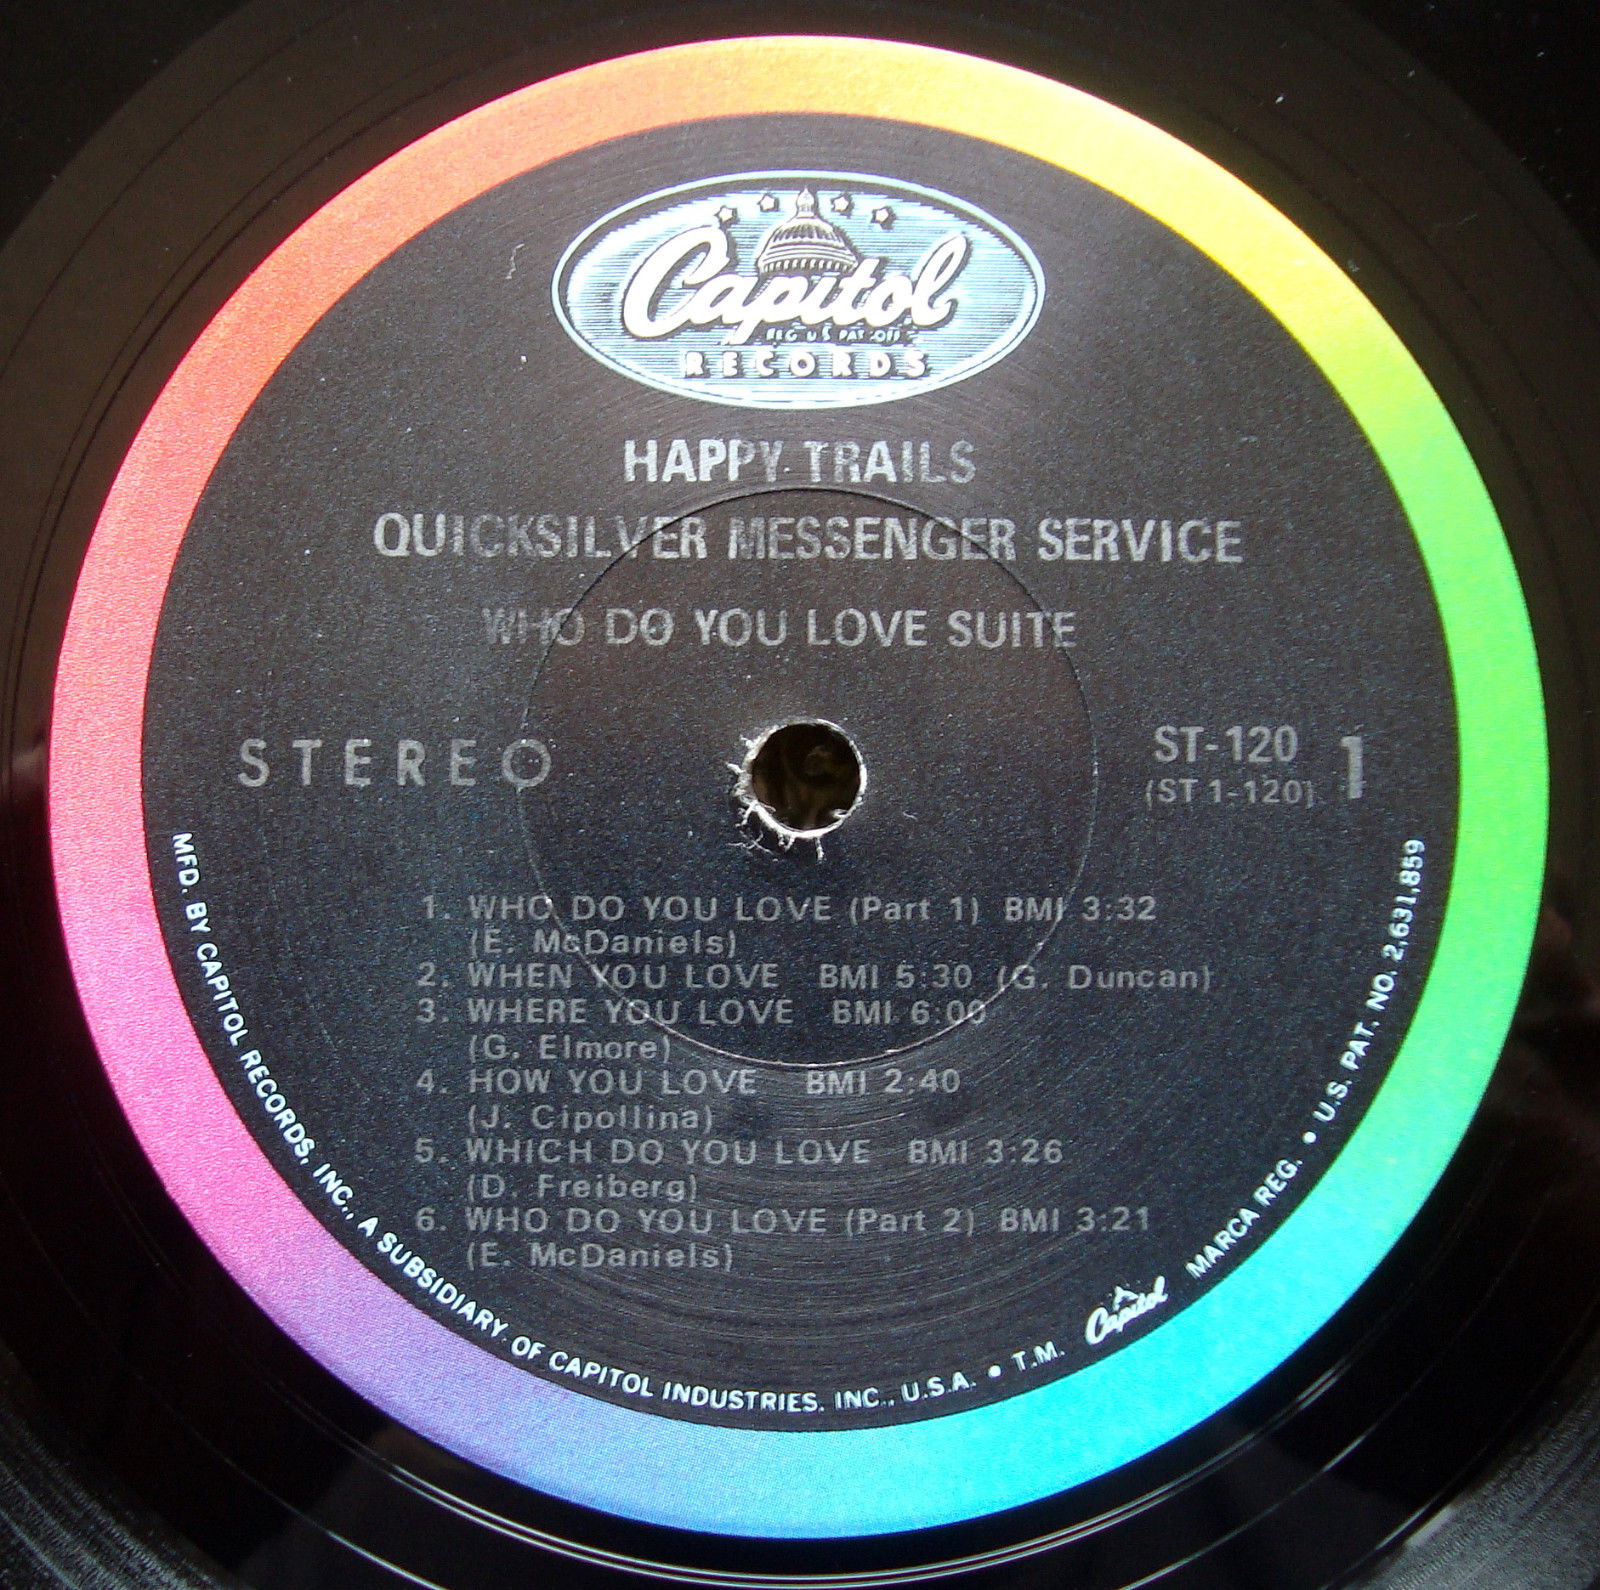 Capitol
REG. U.S. PAT. OFF.
RECORDS
HAPPY TRAILS
QUICKSILVER MESSENGER SERVICE
WHO DO YOU LOVE SUITE
STEREO
ST-120
(ST 1-120)
1
1. WHO DO YOU LOVE (Part 1) BMI 3:32
(E. McDaniels)
2. WHEN YOU LOVE BMI 5:30 (G. Duncan)
3. WHERE YOU LOVE BMI 6:00
(G. Elmore)
4. HOW YOU LOVE BMI 2:40
(J. Cipollina)
5. WHICH DO YOU LOVE BMI 3:26
(D. Freiberg)
6. WHO DO YOU LOVE (Part 2) BMI 3:21
(E. McDaniels)
MFD. BY CAPITOL RECORDS, INC., A SUBSIDIARY OF CAPITOL INDUSTRIES, INC., U.S.A. • T.M. Capitol MARCA REG. • U.S. PAT. NO. 2,631,859